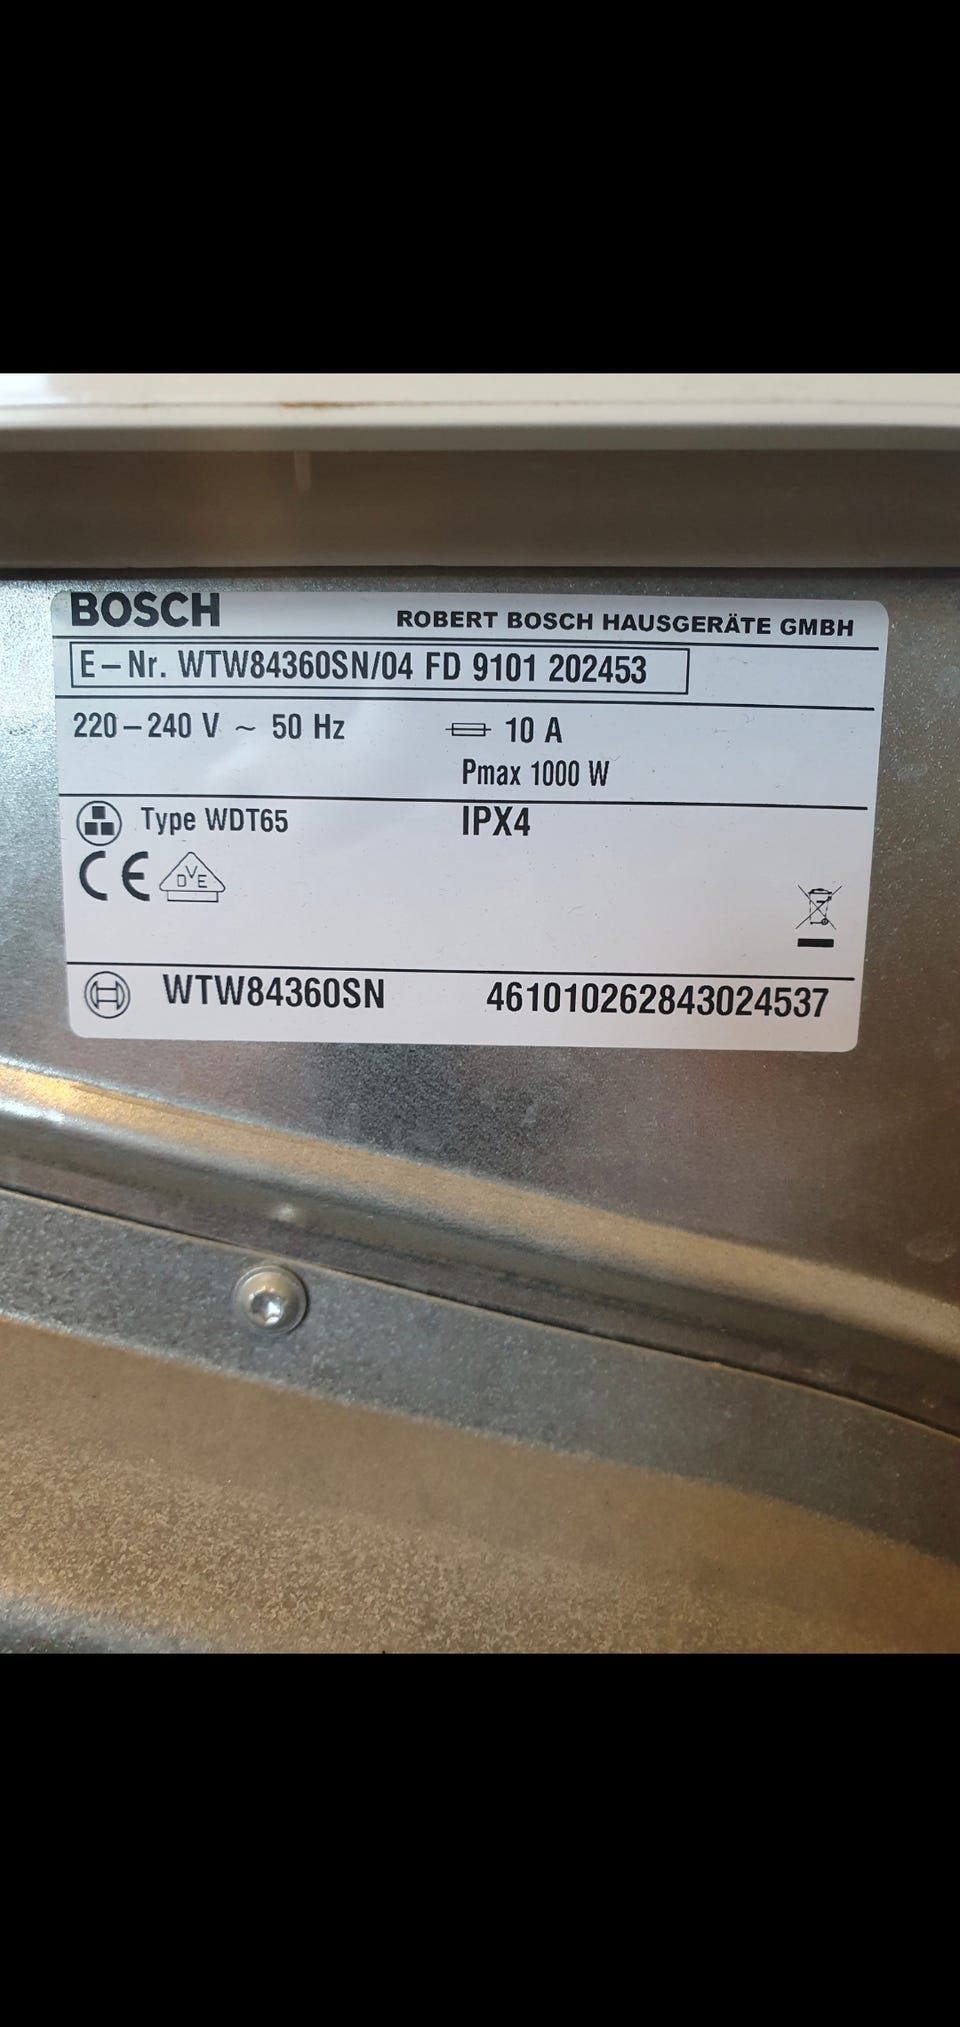 BOSCH ROBERT BOSCH HAUSGERÄTE GMBH
E-Nr. WTW84360SN/04 FD 9101 202453
220-240 V ~ 50 Hz 10 A
Pmax 1000 W
Type WDT65 IPX4
CE DVE
WTW84360SN 461010262843024537